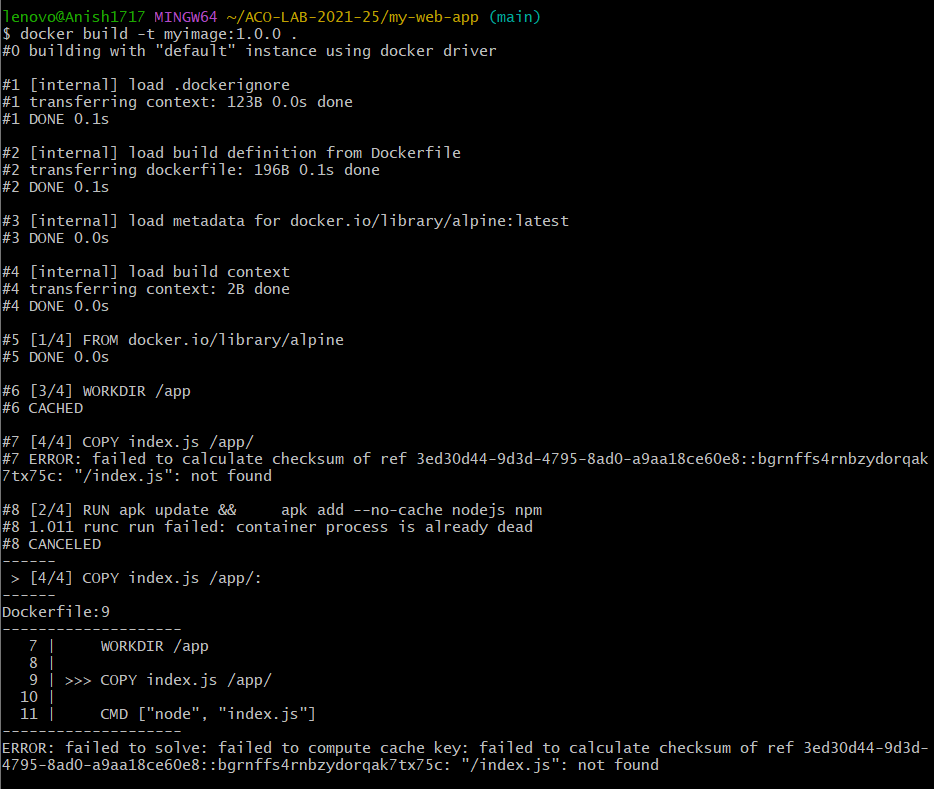 lenovo@Anish1717 MINGW64 ~/ACO-LAB-2021-25/my-web-app (main)
$ docker build -t myimage:1.0.0 .
#0 building with "default" instance using docker driver

#1 [internal] load .dockerignore
#1 transferring context: 123B 0.0s done
#1 DONE 0.1s

#2 [internal] load build definition from Dockerfile
#2 transferring dockerfile: 196B 0.1s done
#2 DONE 0.1s

#3 [internal] load metadata for docker.io/library/alpine:latest
#3 DONE 0.0s

#4 [internal] load build context
#4 transferring context: 2B done
#4 DONE 0.0s

#5 [1/4] FROM docker.io/library/alpine
#5 DONE 0.0s

#6 [3/4] WORKDIR /app
#6 CACHED

#7 [4/4] COPY index.js /app/
#7 ERROR: failed to calculate checksum of ref 3ed30d44-9d3d-4795-8ad0-a9aa18ce60e8::bgrnffs4rnbzydorqak
7tx75c: "/index.js": not found

#8 [2/4] RUN apk update &&     apk add --no-cache nodejs npm
#8 1.011 runc run failed: container process is already dead
#8 CANCELED
------
 > [4/4] COPY index.js /app/:
------
Dockerfile:9
--------------------
   7 |     WORKDIR /app
   8 |
   9 | >>> COPY index.js /app/
  10 |
  11 |     CMD ["node", "index.js"]
--------------------
ERROR: failed to solve: failed to compute cache key: failed to calculate checksum of ref 3ed30d44-9d3d-
4795-8ad0-a9aa18ce60e8::bgrnffs4rnbzydorqak7tx75c: "/index.js": not found